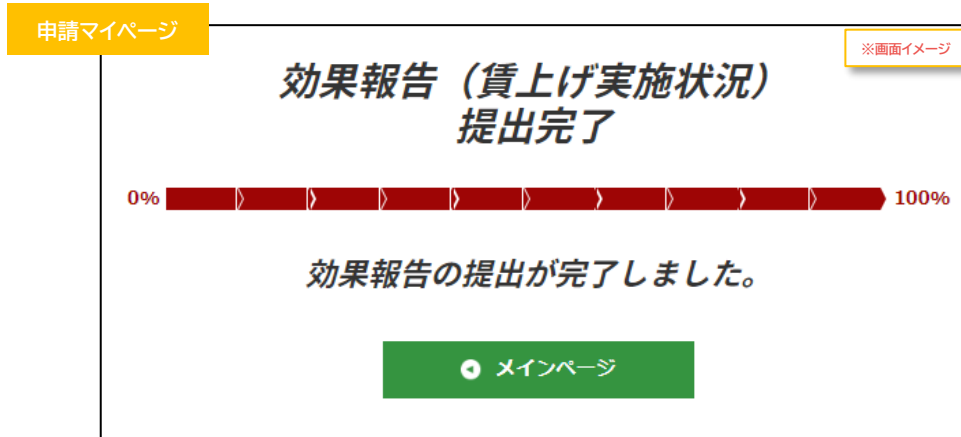 申請マイページ
※画面イメージ
効果報告（賃上げ実施状況）
提出完了
0%
100%
効果報告の提出が完了しました。
メインページ